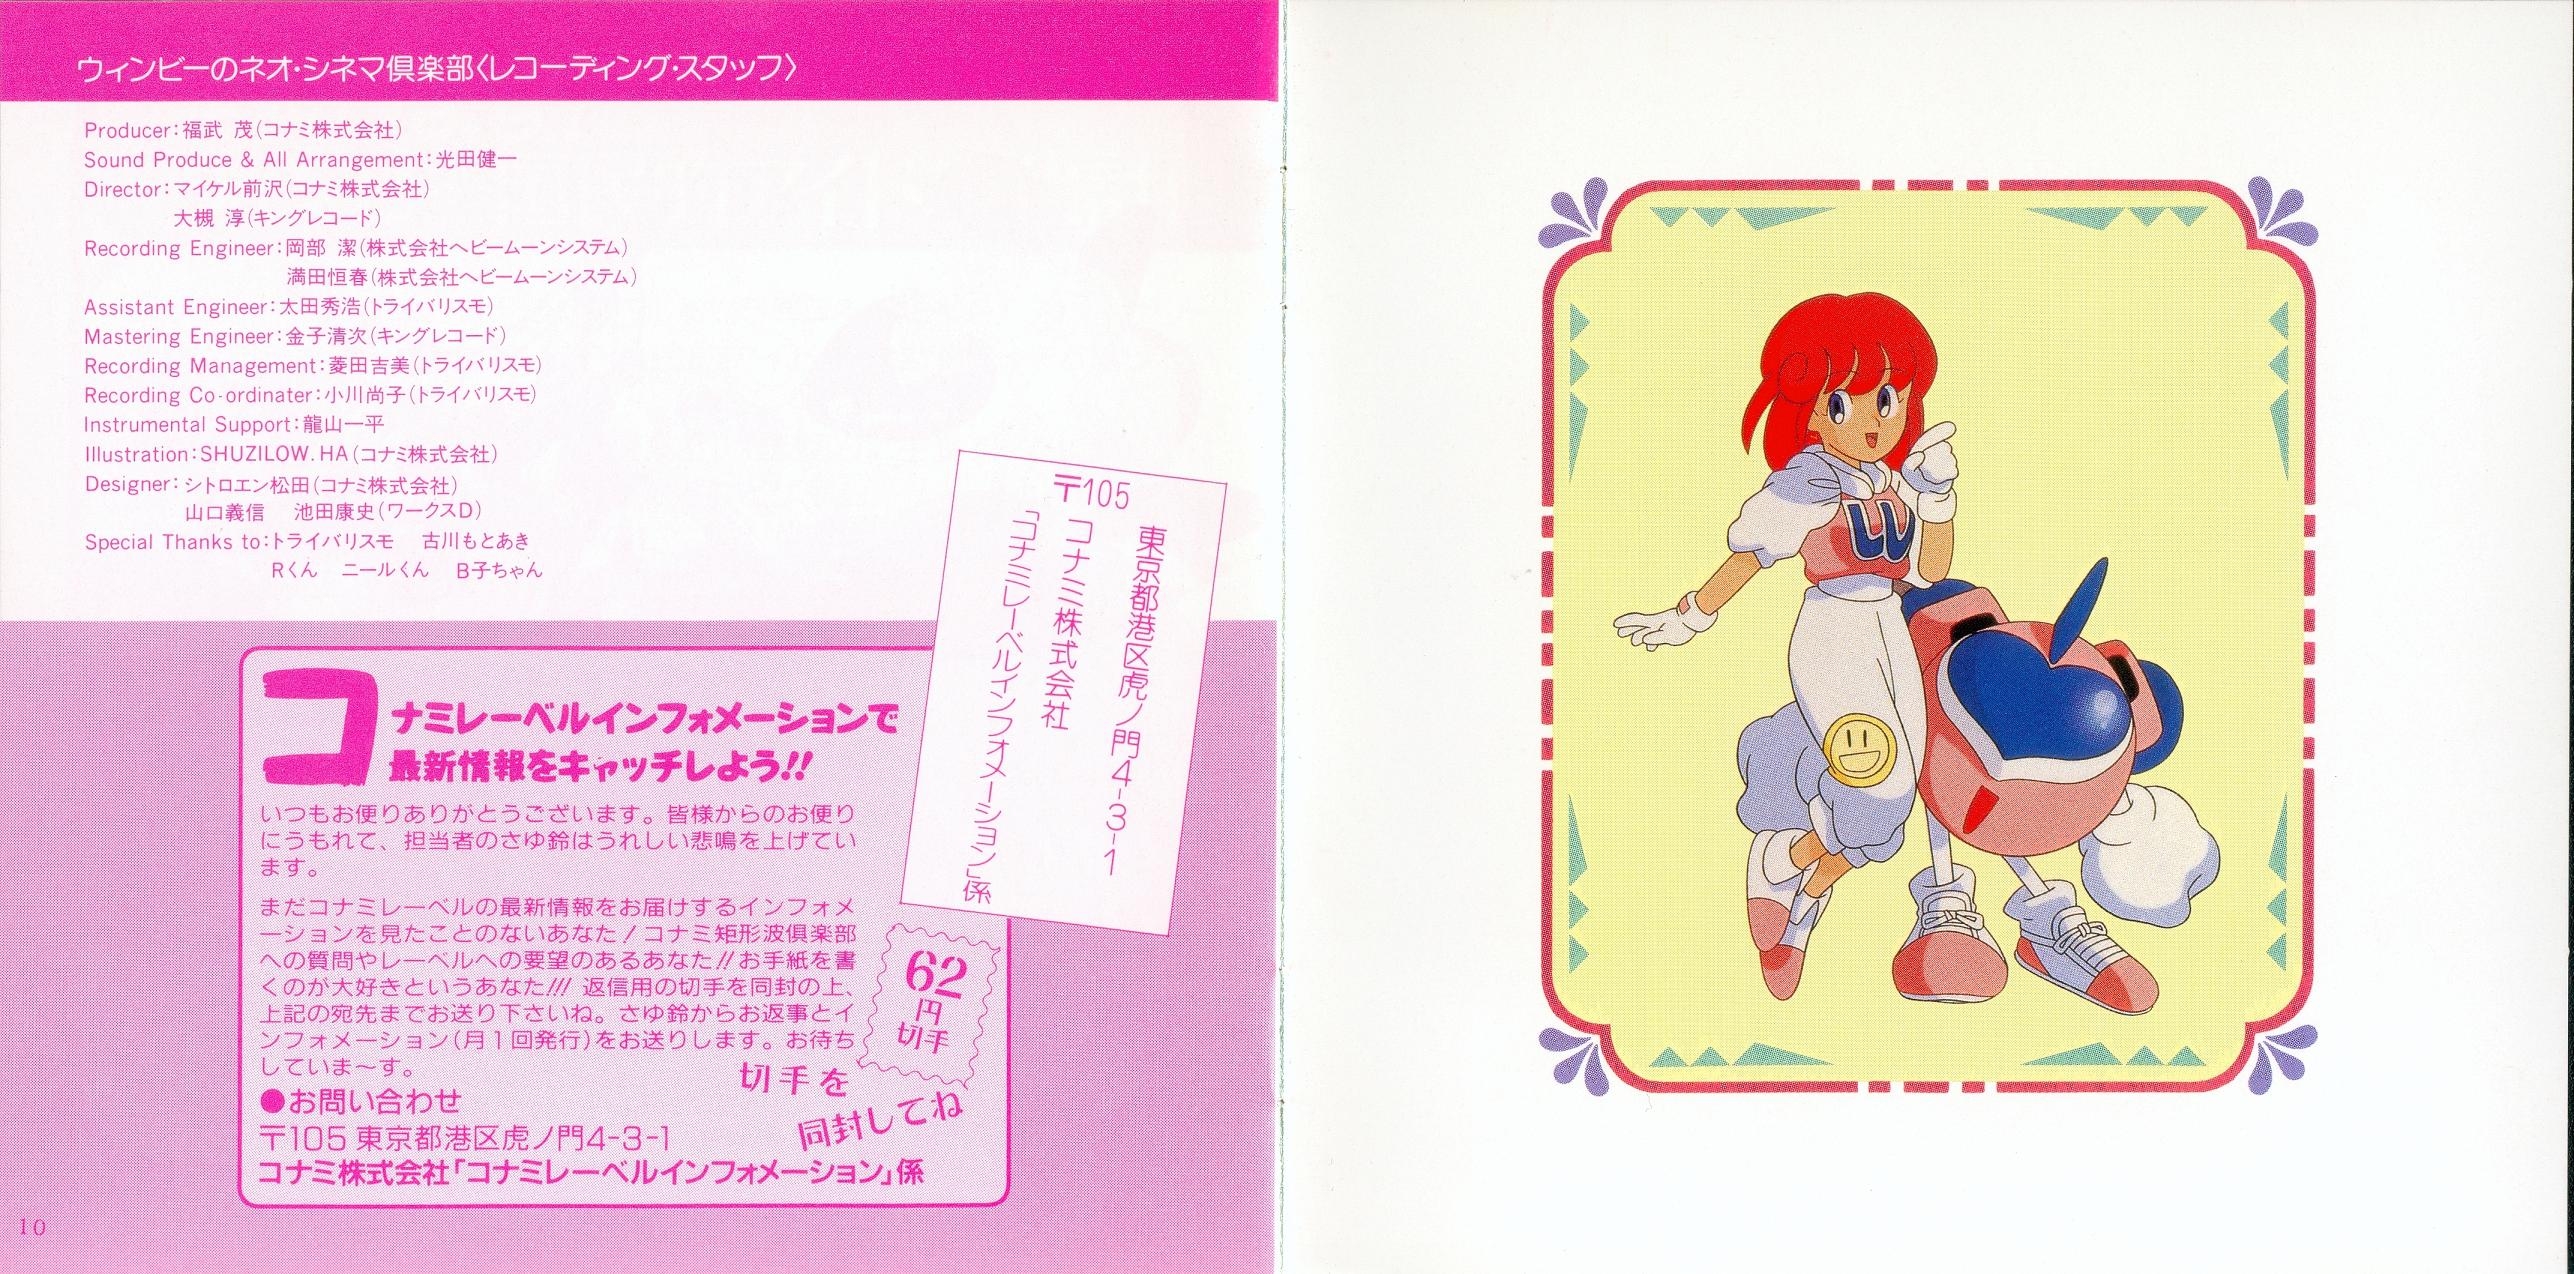 ウィンビーのネオ・シネマ倶楽部〈レコーディング・スタッフ〉
Producer:福武 茂(コナミ株式会社)
Sound Produce & All Arrangement:光田健一
Director:マイケル前沢(コナミ株式会社)
大槻 淳(キングレコード)
Recording Engineer:岡部 潔(株式会社ヘビームーンシステム)
満田恒春(株式会社ヘビームーンシステム)
Assistant Engineer:太田秀浩(トライバリスモ)
Mastering Engineer:金子清次(キングレコード)
Recording Management:菱田吉美(トライバリスモ)
Recording Co-ordinater:小川尚子(トライバリスモ)
Instrumental Support:龍山一平
Illustration:SHUZILOW.HA(コナミ株式会社)
Designer:シトロエン松田(コナミ株式会社)
山口義信 池田康史(ワークスD)
Special Thanks to:トライバリスモ 古川もとあき
Rくん ニールくん B子ちゃん
〒105
東京都港区虎ノ門4-3-1
コナミ株式会社
「コナミレーベルインフォメーション」係
コナミレーベルインフォメーションで
最新情報をキャッチしよう!!
いつもお便りありがとうございます。皆様からのお便り
にうもれて、担当者のさゆ鈴はうれしい悲鳴を上げてい
ます。
まだコナミレーベルの最新情報をお届けするインフォメ
ーションを見たことのないあなた!コナミ矩形波倶楽部
への質問やレーベルへの要望のあるあなた!!お手紙を書
くのが大好きというあなた!!! 返信用の切手を同封の上、
上記の宛先までお送り下さいね。さゆ鈴からお返事とイ
ンフォメーション(月1回発行)をお送りします。お待ち
していま〜す。
62
円
切手
切手を
同封してね
●お問い合わせ
〒105 東京都港区虎ノ門4-3-1
コナミ株式会社「コナミレーベルインフォメーション」係
10
W